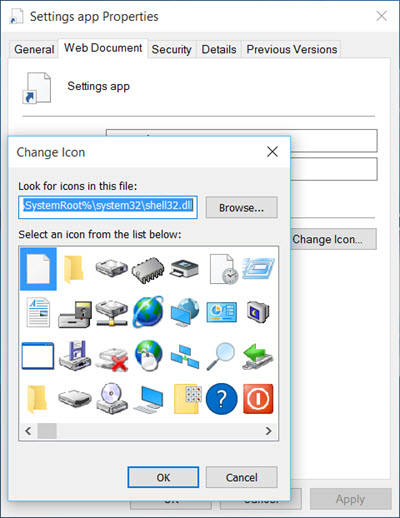 Settings app Properties
General Web Document Security Details Previous Versions
Settings app
Change Icon
Look for icons in this file:
SystemRoot%\system32\shell32.dll
Browse...
Select an icon from the list below:
Change Icon...
OK Cancel
OK Cancel Apply